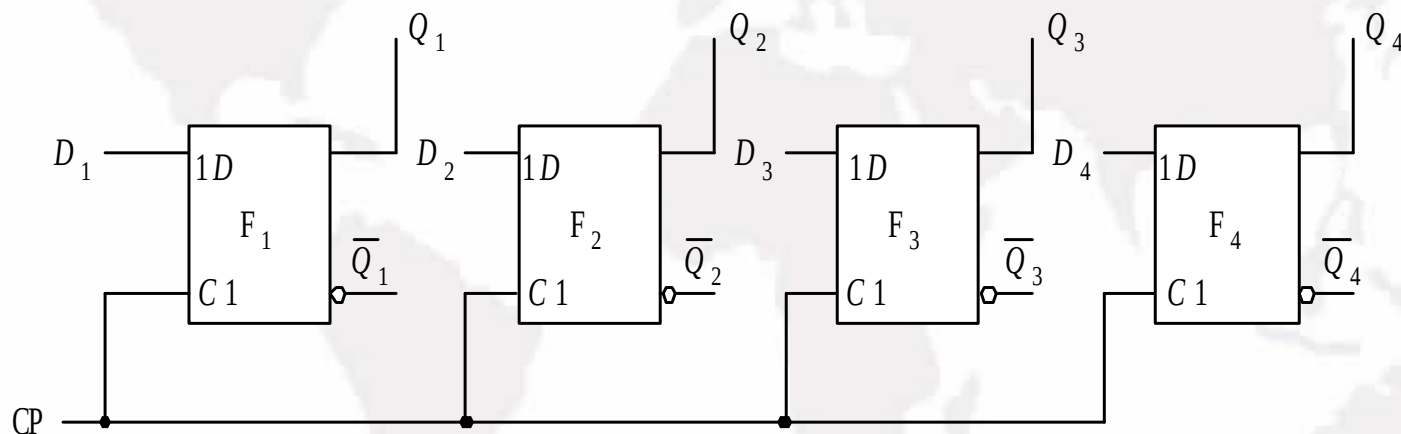 Q₁ Q₂ Q₃ Q₄
D₁ 1D D₂ 1D D₃ 1D D₄ 1D
F₁ F₂ F₃ F₄
C1 Q̅₁ C1 Q̅₂ C1 Q̅₃ C1 Q̅₄
CP